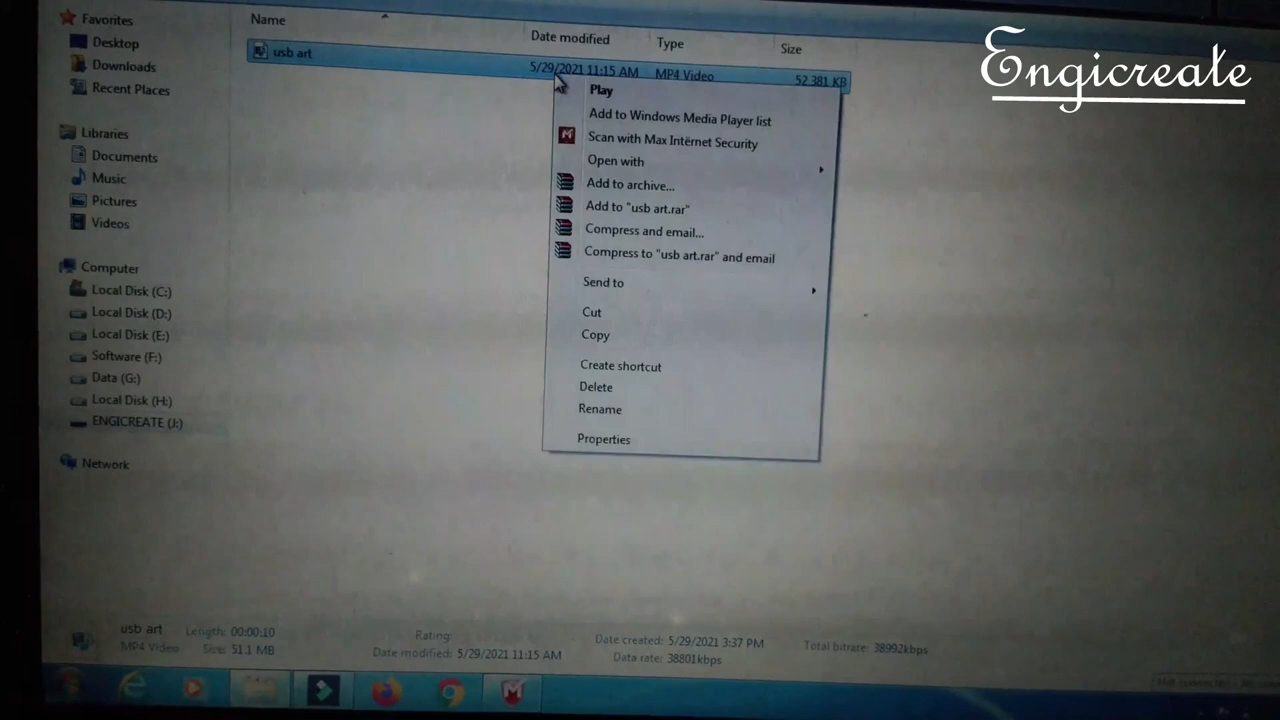 Engicreate
Favorites
Desktop
Downloads
Recent Places
Libraries
Documents
Music
Pictures
Videos
Computer
Local Disk (C:)
Local Disk (D:)
Local Disk (E:)
Software (F:)
Data (G:)
Local Disk (H:)
ENGICREATE (J:)
Network
Name Date modified Type Size
usb art 5/29/2021 11:15 AM MP4 Video 52,381 KB
Play
Add to Windows Media Player list
Scan with Max Internet Security
Open with
Add to archive...
Add to "usb art.rar"
Compress and email...
Compress to "usb art.rar" and email
Send to
Cut
Copy
Create shortcut
Delete
Rename
Properties
usb art Length: 00:00:10 Rating: Date created: 5/29/2021 3:37 PM Total bitrate: 38992kbps
MP4 Video Size: 51.1 MB Date modified: 5/29/2021 11:15 AM Data rate: 38801kbps